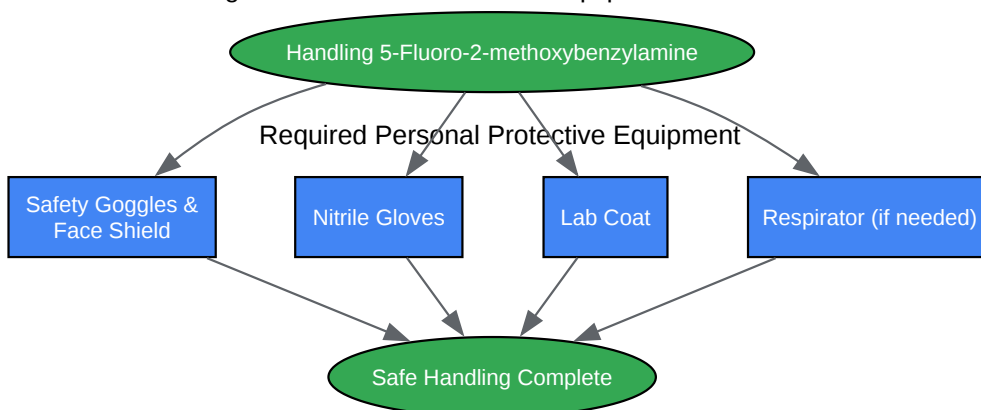 Handling 5-Fluoro-2-methoxybenzylamine
Required Personal Protective Equipment
Safety Goggles &
Face Shield
Nitrile Gloves
Lab Coat
Respirator (if needed)
Safe Handling Complete